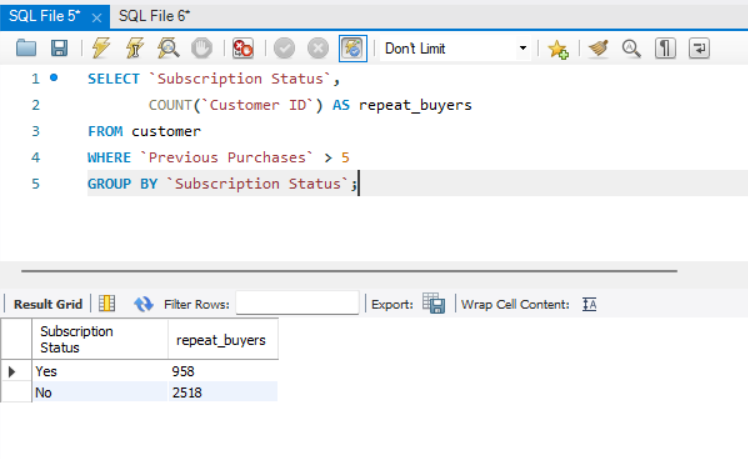 SQL File 5* SQL File 6*
Don't Limit
1 SELECT `Subscription Status`,
2 COUNT(`Customer ID`) AS repeat_buyers
3 FROM customer
4 WHERE `Previous Purchases` > 5
5 GROUP BY `Subscription Status`;
Result Grid Filter Rows: Export: Wrap Cell Content:
Subscription
Status repeat_buyers
Yes 958
No 2518